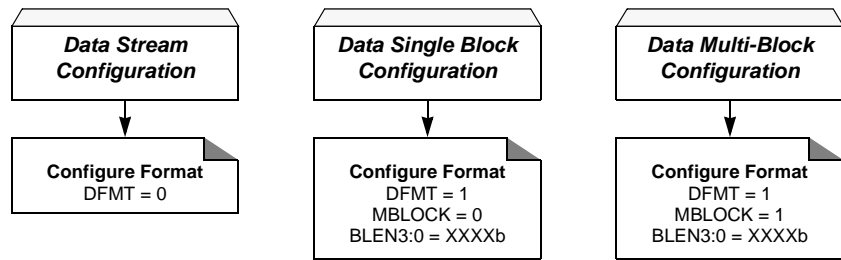 Data Stream
Configuration
Configure Format
DFMT = 0
Data Single Block
Configuration
Configure Format
DFMT = 1
MBLOCK = 0
BLEN3:0 = XXXXb
Data Multi-Block
Configuration
Configure Format
DFMT = 1
MBLOCK = 1
BLEN3:0 = XXXXb